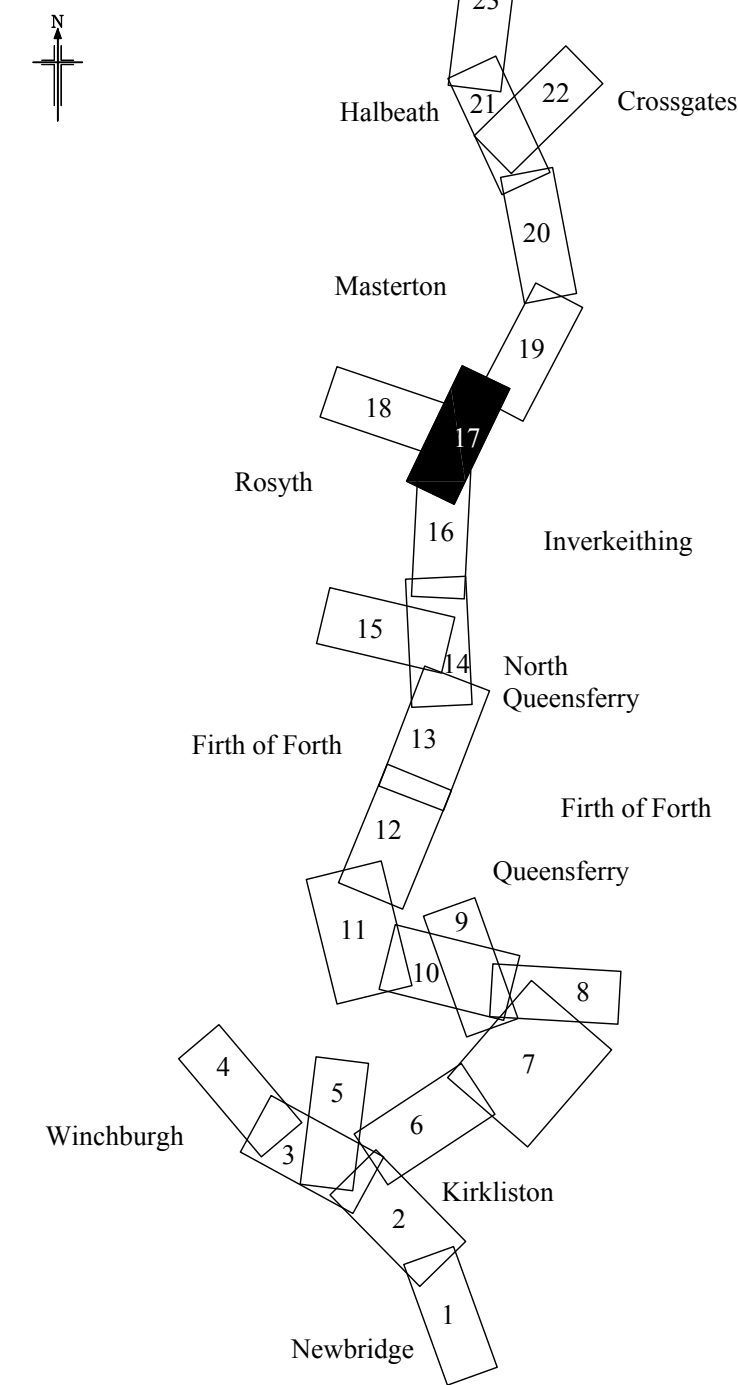 N
23
21
22
Halbeath
Crossgates
20
Masterton
19
18
17
Rosyth
16
Inverkeithing
15
14
North
Queensferry
13
Firth of Forth
Firth of Forth
12
Queensferry
9
11
10
8
7
4
5
6
Winchburgh
3
Kirkliston
2
1
Newbridge